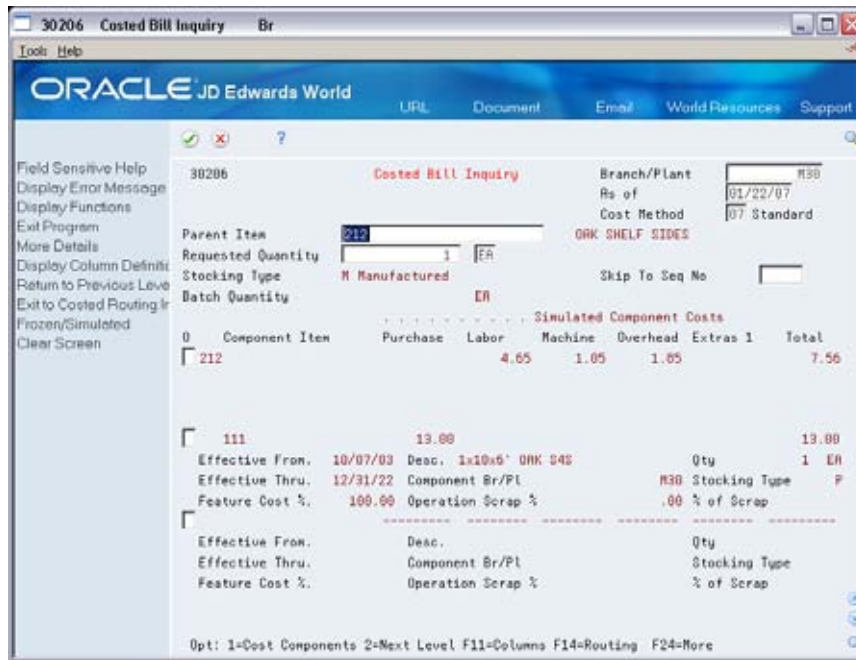 30206 Costed Bill Inquiry Br
Tools Help
ORACLE JD Edwards World
URL Document Email World Resources Support
?
Field Sensitive Help
Display Error Message
Display Functions
Exit Program
More Details
Display Column Definitic
Return to Previous Leve
Exit to Costed Routing Ir
Frozen/Simulated
Clear Screen
30206 Costed Bill Inquiry Branch/Plant M30
As of 01/22/07
Cost Method 07 Standard
Parent Item 212 OAK SHELF SIDES
Requested Quantity 1 EA
Stocking Type M Manufactured Skip To Seq No
Batch Quantity EA
. . . . . . . . . . Simulated Component Costs
O Component Item Purchase Labor Machine Overhead Extras 1 Total
212 4.65 1.05 1.85 7.56
111 13.00 13.00
Effective From. 10/07/03 Desc. 1x10x6' OAK S4S Qty 1 EA
Effective Thru. 12/31/22 Component Br/Pl M30 Stocking Type P
Feature Cost %. 100.00 Operation Scrap % .00 % of Scrap
--------- -------- -------- -------- -------- ---------
Effective From. Desc. Qty
Effective Thru. Component Br/Pl Stocking Type
Feature Cost %. Operation Scrap % % of Scrap
Opt: 1=Cost Components 2=Next Level F11=Columns F14=Routing F24=More